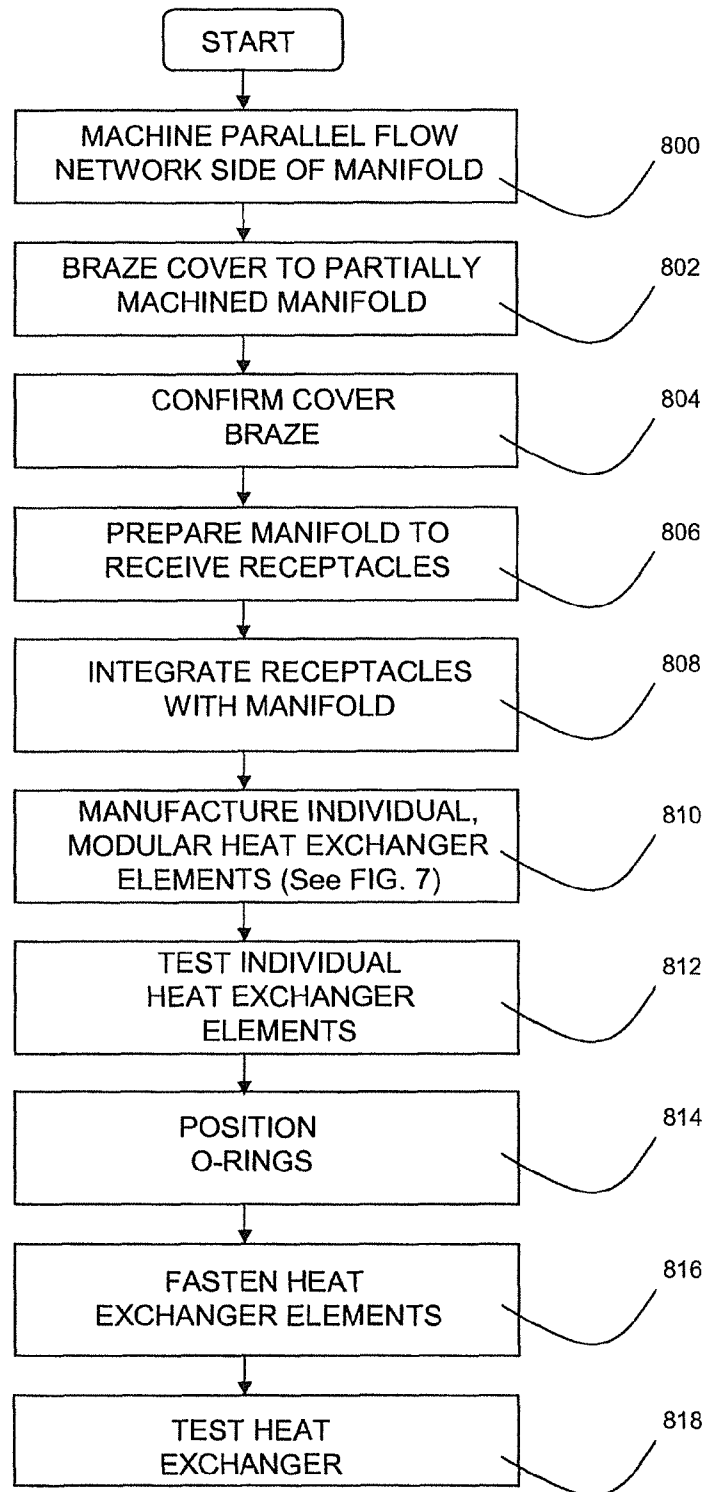 START
MACHINE PARALLEL FLOW
NETWORK SIDE OF MANIFOLD
800
BRAZE COVER TO PARTIALLY
MACHINED MANIFOLD
802
CONFIRM COVER
BRAZE
804
PREPARE MANIFOLD TO
RECEIVE RECEPTACLES
806
INTEGRATE RECEPTACLES
WITH MANIFOLD
808
MANUFACTURE INDIVIDUAL,
MODULAR HEAT EXCHANGER
ELEMENTS (See FIG. 7)
810
TEST INDIVIDUAL
HEAT EXCHANGER
ELEMENTS
812
POSITION
O-RINGS
814
FASTEN HEAT
EXCHANGER ELEMENTS
816
TEST HEAT
EXCHANGER
818